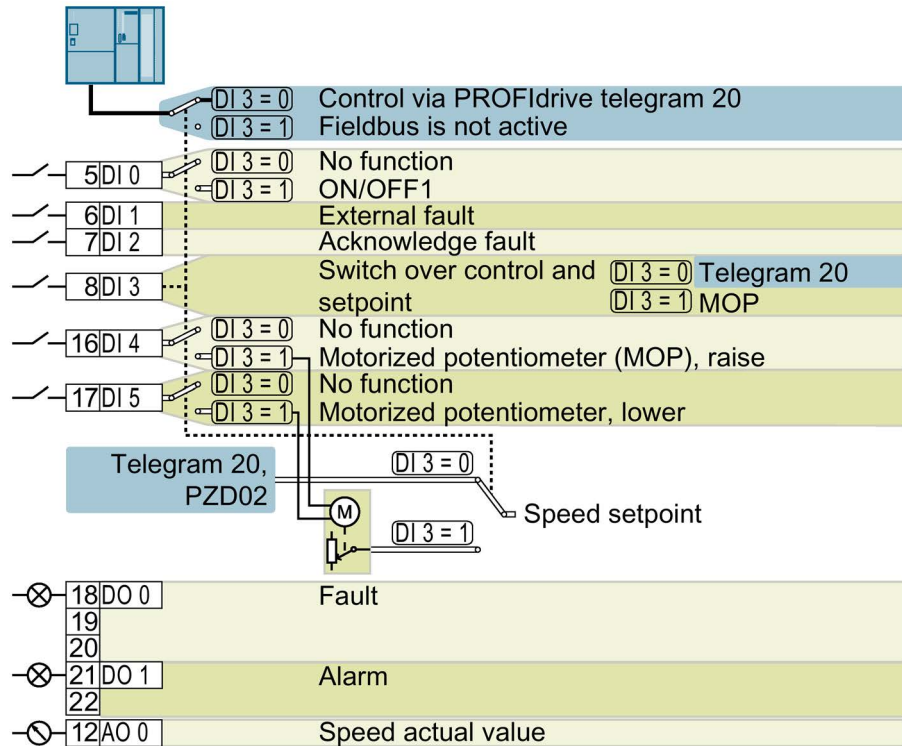 DI 3 = 0 Control via PROFIdrive telegram 20
DI 3 = 1 Fieldbus is not active
5 DI 0 DI 3 = 0 No function
DI 3 = 1 ON/OFF1
6 DI 1 External fault
7 DI 2 Acknowledge fault
8 DI 3 Switch over control and DI 3 = 0 Telegram 20
setpoint DI 3 = 1 MOP
16 DI 4 DI 3 = 0 No function
DI 3 = 1 Motorized potentiometer (MOP), raise
17 DI 5 DI 3 = 0 No function
DI 3 = 1 Motorized potentiometer, lower
Telegram 20, DI 3 = 0
PZD02
M Speed setpoint
DI 3 = 1
18 DO 0 Fault
19
20
21 DO 1 Alarm
22
12 AO 0 Speed actual value